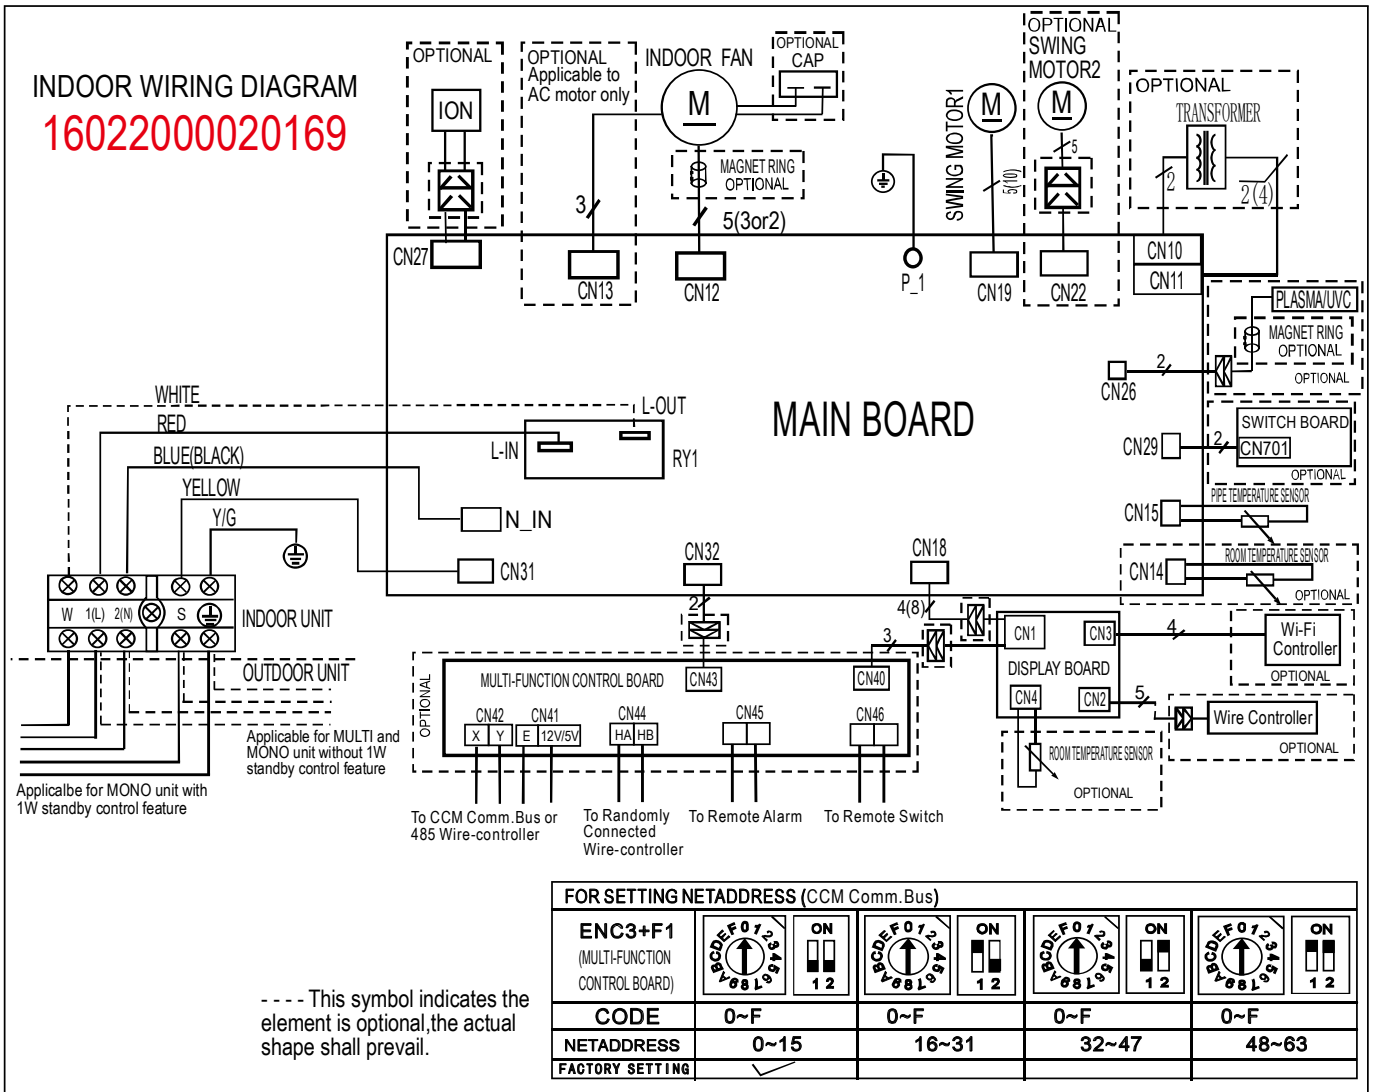 INDOOR WIRING DIAGRAM
16022000020169
OPTIONAL
ION
CN27
OPTIONAL
Applicable to
AC motor only
3
CN13
INDOOR FAN
M
OPTIONAL
CAP
MAGNET RING
OPTIONAL
5(3or2)
CN12
P_1
SWING MOTOR1
M
5(10)
CN19
OPTIONAL
SWING
MOTOR2
M
5
CN22
OPTIONAL
TRANSFORMER
2
2(4)
CN10
CN11
PLASMA/UVC
MAGNET RING
OPTIONAL
OPTIONAL
2
CN26
MAIN BOARD
SWITCH BOARD
CN701
OPTIONAL
2
CN29
PIPE TEMPERATURE SENSOR
CN15
ROOM TEMPERATURE SENSOR
CN14
OPTIONAL
WHITE
L-OUT
RED
L-IN
RY1
BLUE(BLACK)
YELLOW
N_IN
Y/G
CN31
W 1(L) 2(N) S
INDOOR UNIT
OUTDOOR UNIT
Applicable for MULTI and
MONO unit without 1W
standby control feature
Applicalbe for MONO unit with
1W standby control feature
CN32
2
CN18
4(8)
3
CN1
CN3
DISPLAY BOARD
CN4
CN2
4
Wi-Fi
Controller
OPTIONAL
5
Wire Controller
OPTIONAL
ROOM TEMPERATURE SENSOR
OPTIONAL
OPTIONAL
MULTI-FUNCTION CONTROL BOARD
CN43
CN40
CN42 CN41 CN44 CN45 CN46
X Y E 12V/5V HA HB
To CCM Comm.Bus or
485 Wire-controller
To Randomly
Connected
Wire-controller
To Remote Alarm
To Remote Switch
FOR SETTING NETADDRESS (CCM Comm.Bus)
ENC3+F1
(MULTI-FUNCTION
CONTROL BOARD)
0123456789ABCDEF
ON
1 2
0123456789ABCDEF
ON
1 2
0123456789ABCDEF
ON
1 2
0123456789ABCDEF
ON
1 2
CODE 0~F 0~F 0~F 0~F
NETADDRESS 0~15 16~31 32~47 48~63
FACTORY SETTING
---- This symbol indicates the
element is optional,the actual
shape shall prevail.